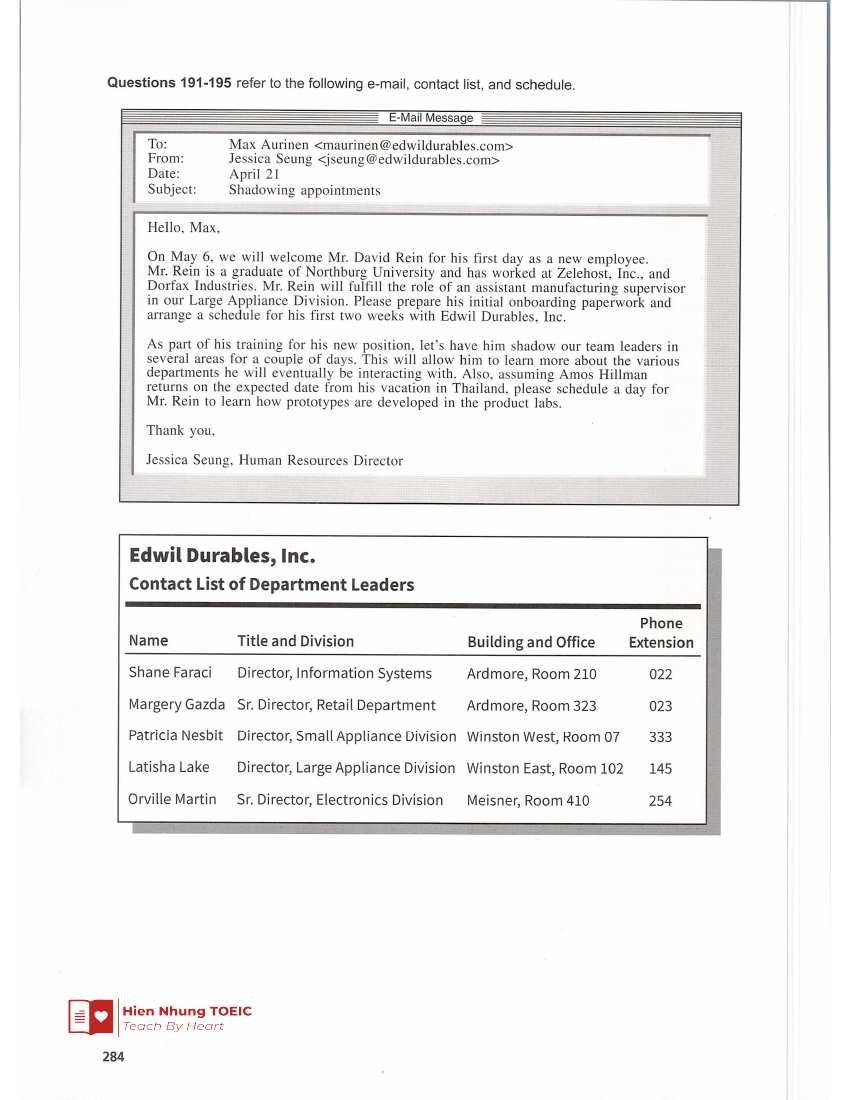 Questions 191-195 refer to the following e-mail, contact list, and schedule.
E-Mail Message
To: Max Aurinen <maurinen@edwildurables.com>
From: Jessica Seung <jseung@edwildurables.com>
Date: April 21
Subject: Shadowing appointments
Hello, Max,
On May 6, we will welcome Mr. David Rein for his first day as a new employee.
Mr. Rein is a graduate of Northburg University and has worked at Zelehost, Inc., and
Dorfax Industries. Mr. Rein will fulfill the role of an assistant manufacturing supervisor
in our Large Appliance Division. Please prepare his initial onboarding paperwork and
arrange a schedule for his first two weeks with Edwil Durables, Inc.
As part of his training for his new position, let's have him shadow our team leaders in
several areas for a couple of days. This will allow him to learn more about the various
departments he will eventually be interacting with. Also, assuming Amos Hillman
returns on the expected date from his vacation in Thailand, please schedule a day for
Mr. Rein to learn how prototypes are developed in the product labs.
Thank you,
Jessica Seung, Human Resources Director
Edwil Durables, Inc.
Contact List of Department Leaders
Name Title and Division Building and Office Phone Extension
Shane Faraci Director, Information Systems Ardmore, Room 210 022
Margery Gazda Sr. Director, Retail Department Ardmore, Room 323 023
Patricia Nesbit Director, Small Appliance Division Winston West, Room 07 333
Latisha Lake Director, Large Appliance Division Winston East, Room 102 145
Orville Martin Sr. Director, Electronics Division Meisner, Room 410 254
Hien Nhung TOEIC
Teach By Heart
284